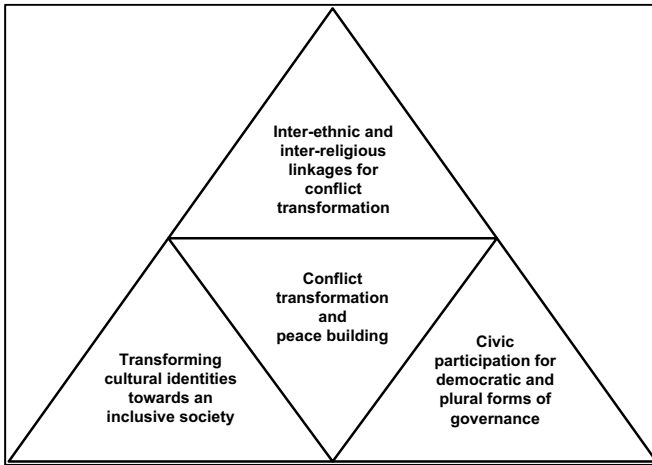 Inter-ethnic and
inter-religious
linkages for
conflict
transformation
Conflict
transformation
and
peace building
Transforming
cultural identities
towards an
inclusive society
Civic
participation for
democratic and
plural forms of
governance